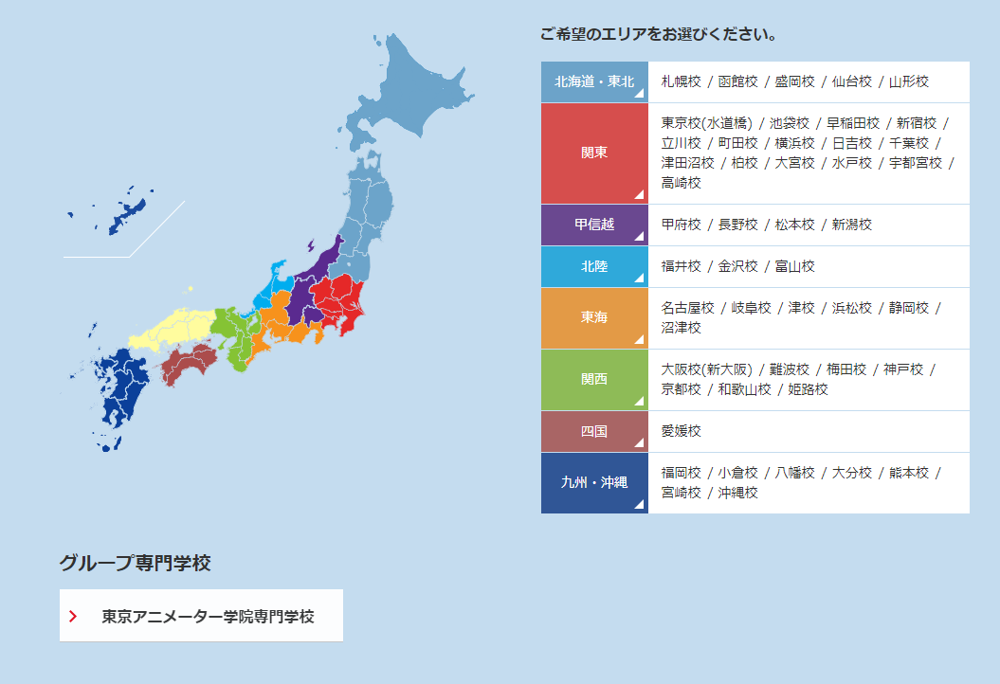 ご希望のエリアをお選びください。
北海道・東北
札幌校 / 函館校 / 盛岡校 / 仙台校 / 山形校
関東
東京校(水道橋) / 池袋校 / 早稲田校 / 新宿校 /
立川校 / 町田校 / 横浜校 / 日吉校 / 千葉校 /
津田沼校 / 柏校 / 大宮校 / 水戸校 / 宇都宮校 /
高崎校
甲信越
甲府校 / 長野校 / 松本校 / 新潟校
北陸
福井校 / 金沢校 / 富山校
東海
名古屋校 / 岐阜校 / 津校 / 浜松校 / 静岡校 /
沼津校
関西
大阪校(新大阪) / 難波校 / 梅田校 / 神戸校 /
京都校 / 和歌山校 / 姫路校
四国
愛媛校
九州・沖縄
福岡校 / 小倉校 / 八幡校 / 大分校 / 熊本校 /
宮崎校 / 沖縄校
グループ専門学校
東京アニメーター学院専門学校